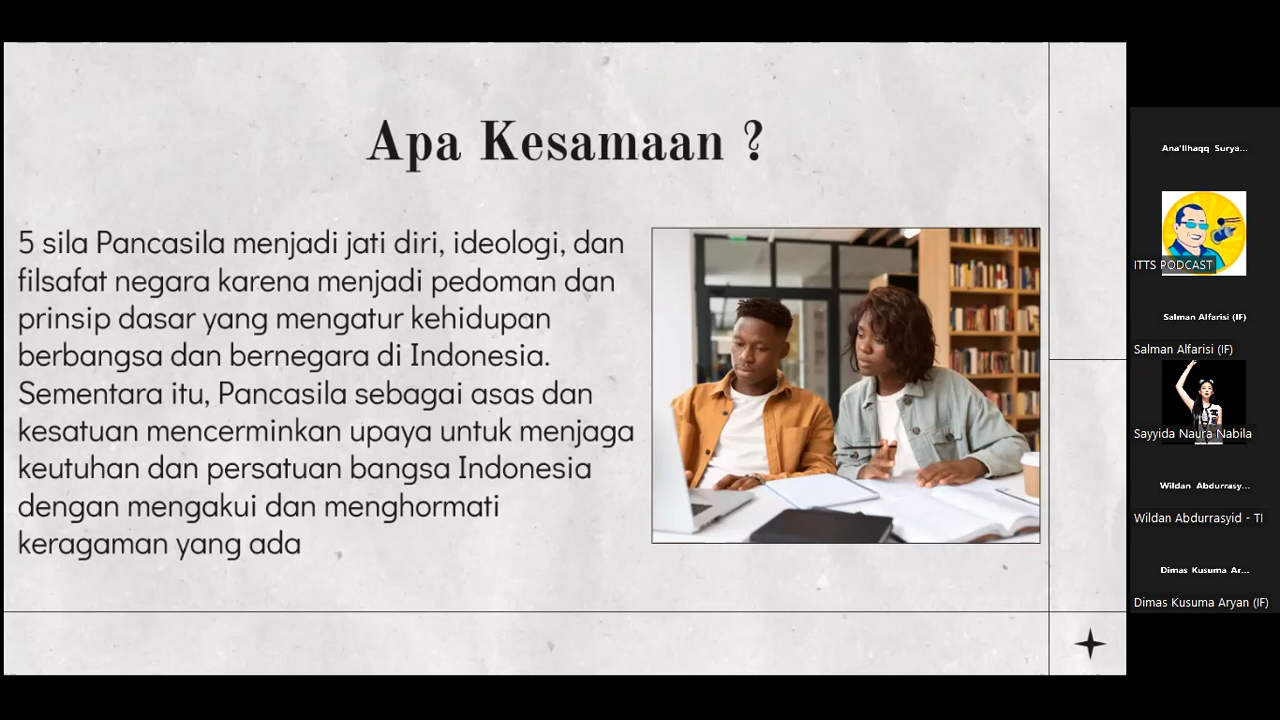 Apa Kesamaan ?
5 sila Pancasila menjadi jati diri, ideologi, dan
filsafat negara karena menjadi pedoman dan
prinsip dasar yang mengatur kehidupan
berbangsa dan bernegara di Indonesia.
Sementara itu, Pancasila sebagai asas dan
kesatuan mencerminkan upaya untuk menjaga
keutuhan dan persatuan bangsa Indonesia
dengan mengakui dan menghormati
keragaman yang ada
Ana'llhaqq Surya...
ITTS PODCAST
Salman Alfarisi (IF)
Salman Alfarisi (IF)
Sayyida Naura Nabila
Wildan Abdurrasy...
Wildan Abdurrasyid - TI
Dimas Kusuma Ar...
Dimas Kusuma Aryan (IF)